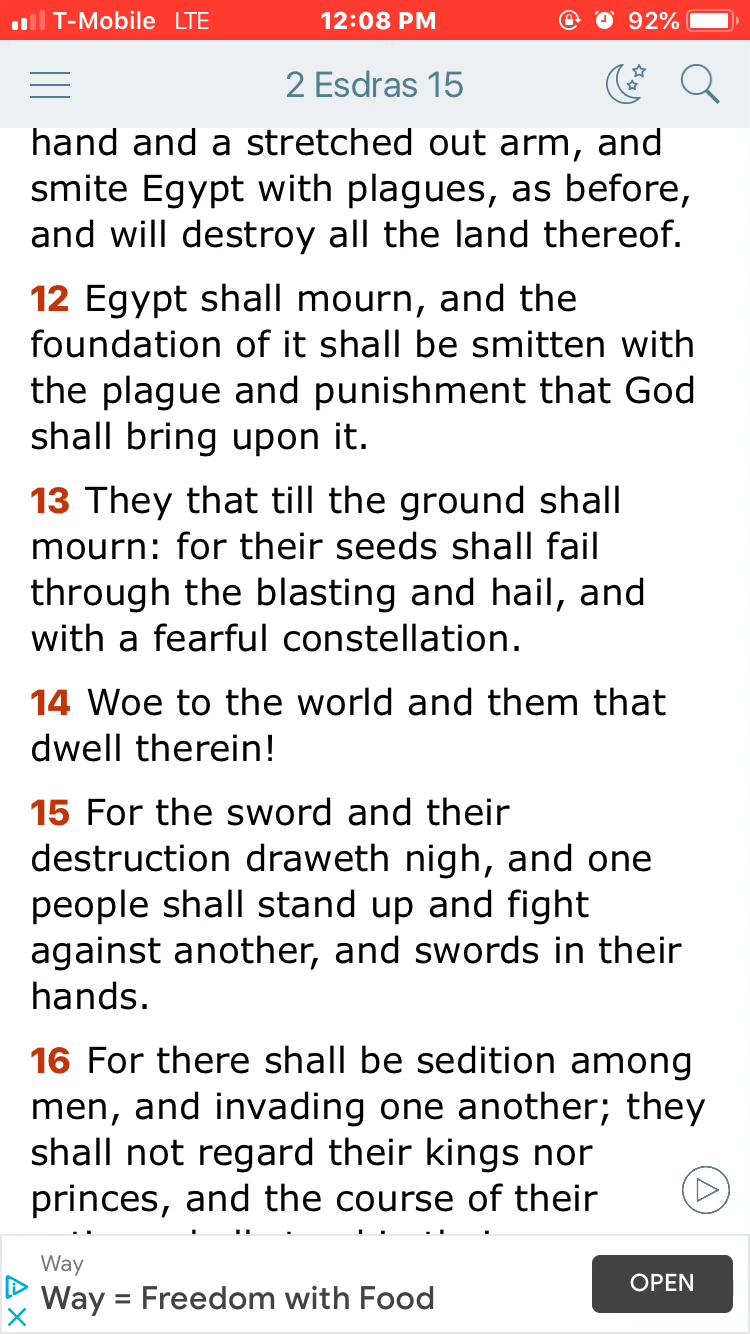 T-Mobile LTE 12:08 PM 92%
2 Esdras 15
hand and a stretched out arm, and
smite Egypt with plagues, as before,
and will destroy all the land thereof.
12 Egypt shall mourn, and the
foundation of it shall be smitten with
the plague and punishment that God
shall bring upon it.
13 They that till the ground shall
mourn: for their seeds shall fail
through the blasting and hail, and
with a fearful constellation.
14 Woe to the world and them that
dwell therein!
15 For the sword and their
destruction draweth nigh, and one
people shall stand up and fight
against another, and swords in their
hands.
16 For there shall be sedition among
men, and invading one another; they
shall not regard their kings nor
princes, and the course of their
Way
Way = Freedom with Food
OPEN